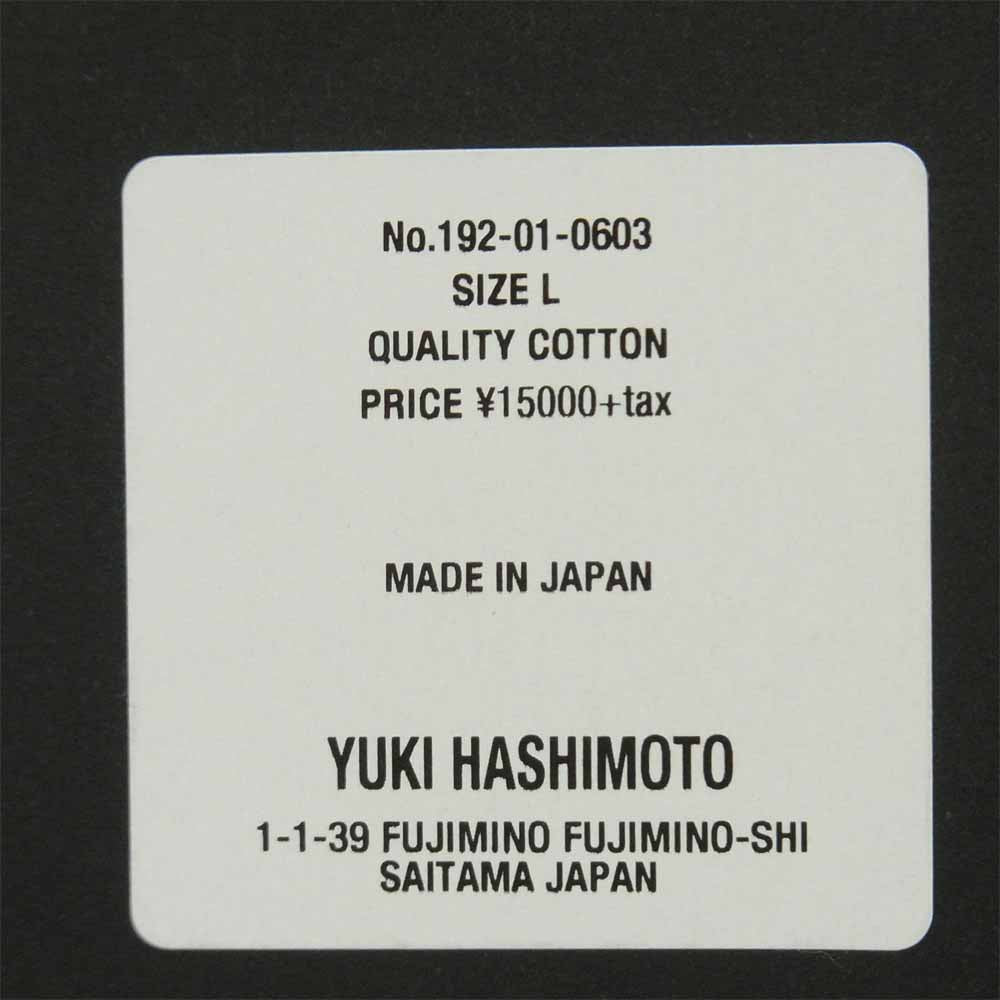 No.192-01-0603
SIZE L
QUALITY COTTON
PRICE ¥15000+tax
MADE IN JAPAN
YUKI HASHIMOTO
1-1-39 FUJIMINO FUJIMINO-SHI
SAITAMA JAPAN